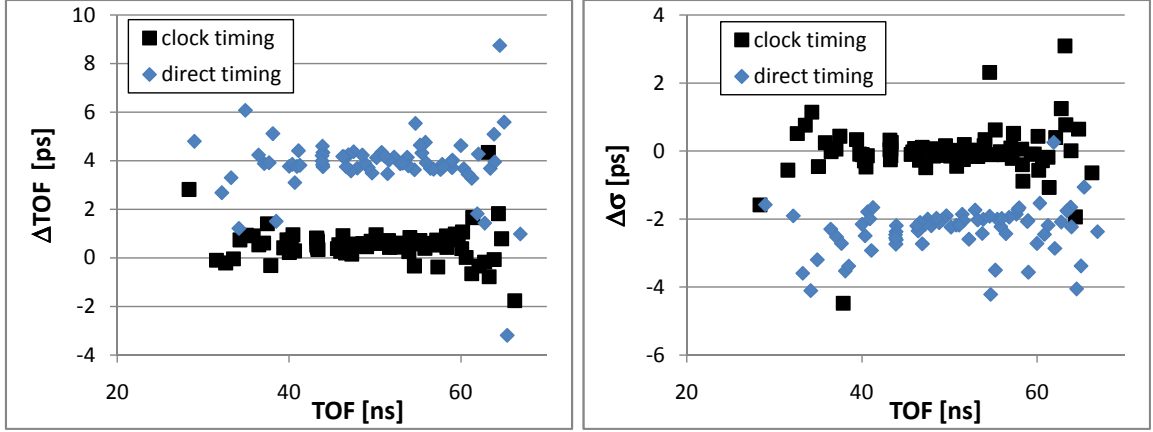 10
8
6
4
2
0
-2
-4
ΔTOF [ps]
clock timing
direct timing
20
40
60
TOF [ns]
4
2
0
-2
-4
-6
Δσ [ps]
clock timing
direct timing
20
40
60
TOF [ns]